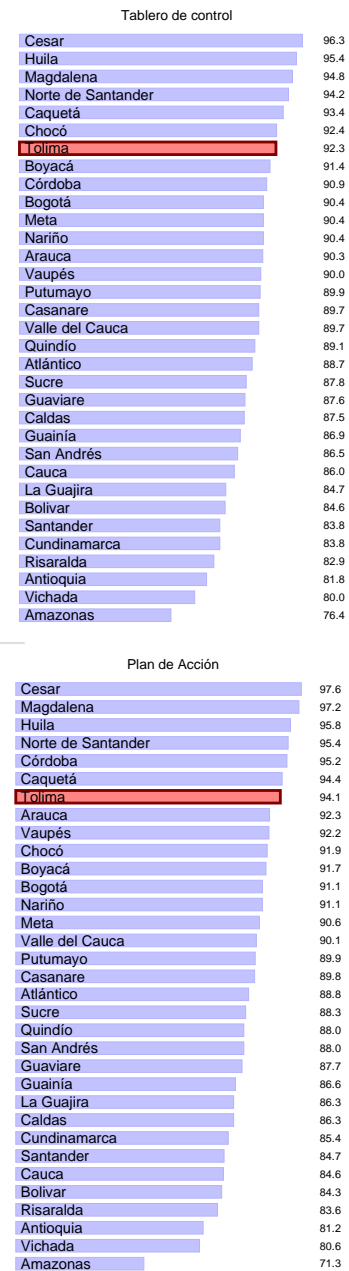 Tablero de control
Cesar 96.3
Huila 95.4
Magdalena 94.8
Norte de Santander 94.2
Caquetá 93.4
Chocó 92.4
Tolima 92.3
Boyacá 91.4
Córdoba 90.9
Bogotá 90.4
Meta 90.4
Nariño 90.4
Arauca 90.3
Vaupés 90.0
Putumayo 89.9
Casanare 89.7
Valle del Cauca 89.7
Quindío 89.1
Atlántico 88.7
Sucre 87.8
Guaviare 87.6
Caldas 87.5
Guainía 86.9
San Andrés 86.5
Cauca 86.0
La Guajira 84.7
Bolivar 84.6
Santander 83.8
Cundinamarca 83.8
Risaralda 82.9
Antioquia 81.8
Vichada 80.0
Amazonas 76.4
Plan de Acción
Cesar 97.6
Magdalena 97.2
Huila 95.8
Norte de Santander 95.4
Córdoba 95.2
Caquetá 94.4
Tolima 94.1
Arauca 92.3
Vaupés 92.2
Chocó 91.9
Boyacá 91.7
Bogotá 91.1
Nariño 91.1
Meta 90.6
Valle del Cauca 90.1
Putumayo 89.9
Casanare 89.8
Atlántico 88.8
Sucre 88.3
Quindío 88.0
San Andrés 88.0
Guaviare 87.7
Guainía 86.6
La Guajira 86.3
Caldas 86.3
Cundinamarca 85.4
Santander 84.7
Cauca 84.6
Bolivar 84.3
Risaralda 83.6
Antioquia 81.2
Vichada 80.6
Amazonas 71.3